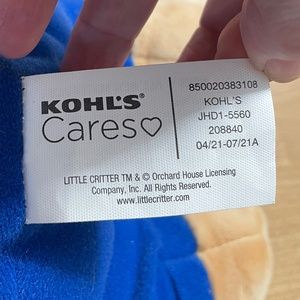 KOHL'S
Cares♡
850020383108
KOHL'S
JHD1-5560
208840
04/21-07/21A
LITTLE CRITTER TM & © Orchard House Licensing
Company, Inc. All Rights Reserved.
www.littlecritter.com